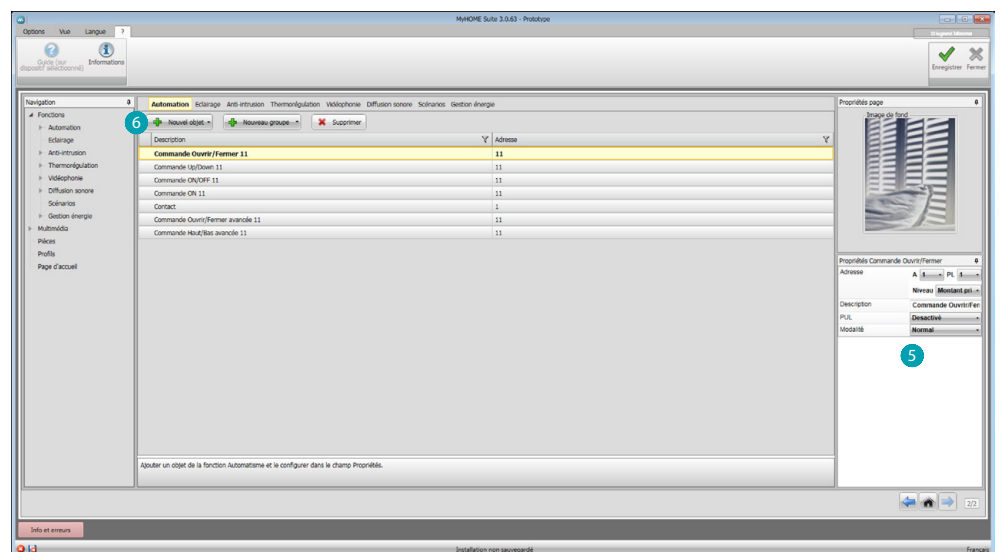 MyHOME Suite 3.0.63 - Prototype
Options Vue Langue ?
Guide (sur dispositif sélectionné)
Informations
Enregistrer Fermer
Navigation
Fonctions
Automation
Eclairage
Anti-intrusion
Thermorégulation
Vidéophonie
Diffusion sonore
Scénarios
Gestion énergie
Multimédia
Pièces
Profils
Page d'accueil
Automation Eclairage Anti-intrusion Thermorégulation Vidéophonie Diffusion sonore Scénarios Gestion énergie
6 Nouvel objet Nouveau groupe Supprimer
Description Adresse
Commande Ouvrir/Fermer 11 11
Commande Up/Down 11 11
Commande ON/OFF 11 11
Commande ON 11 11
Contact 1
Commande Ouvrir/Fermer avancée 11 11
Commande Haut/Bas avancée 11 11
Ajouter un objet de la fonction Automatisme et le configurer dans le champ Propriétés.
Propriétés page
Image de fond
Propriétés Commande Ouvrir/Fermer
Adresse A 1 PL 1
Niveau Montant pri
Description Commande Ouvrir/Fer
PUL Desactivé
Modalité Normal
5
2/2
Info et erreurs
Installation non sauvegardé
Français